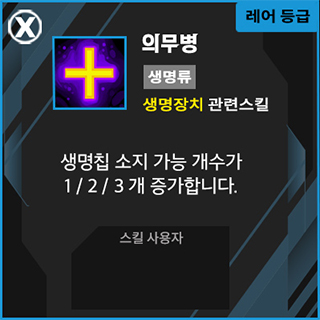 레어 등급
X
의무병
생명류
생명장치 관련스킬
생명칩 소지 가능 개수가
1 / 2 / 3 개 증가합니다.
스킬 사용자